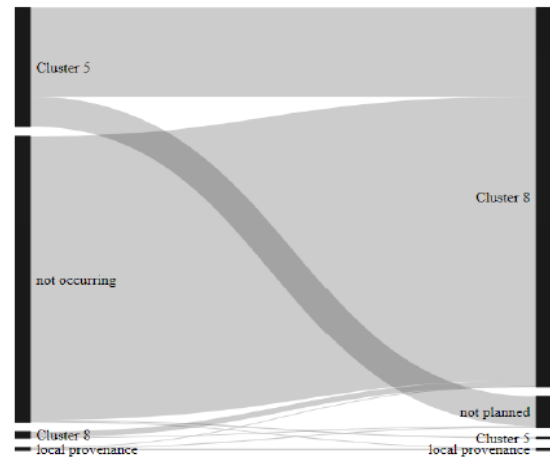 Cluster 5
Cluster 8
not occurring
not planned
Cluster 8
Cluster 5
local provenance
local provenance